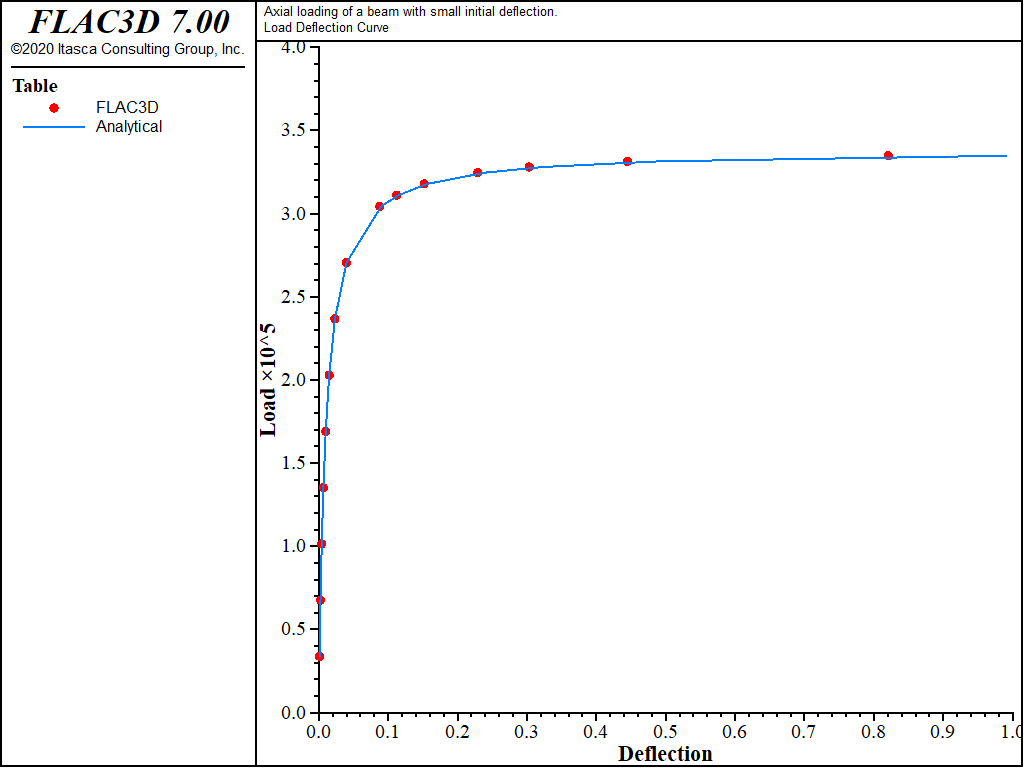 FLAC3D 7.00
©2020 Itasca Consulting Group, Inc.
Table
FLAC3D
Analytical
Axial loading of a beam with small initial deflection.
Load Deflection Curve
4.0
3.5
3.0
2.5
2.0
1.5
1.0
0.5
0.0
Load ×10^5
0.0 0.1 0.2 0.3 0.4 0.5 0.6 0.7 0.8 0.9 1.0
Deflection